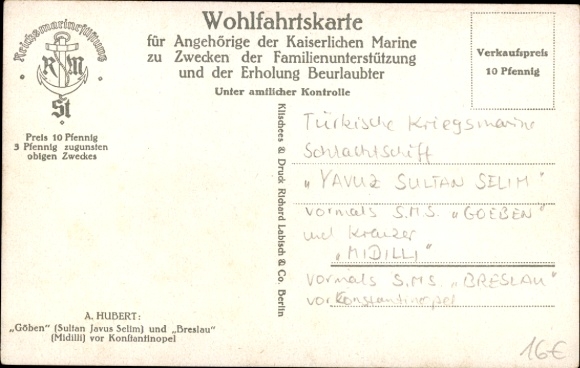 Reichsmarinestiftung
R M
St
Preis 10 Pfennig
3 Pfennig zugunsten
obigen Zweckes
Wohlfahrtskarte
für Angehörige der Kaiserlichen Marine
zu Zwecken der Familienunterstützung
und der Erholung Beurlaubter
Unter amtlicher Kontrolle
Verkaufspreis
10 Pfennig
Klischees & Druck Richard Labisch & Co. Berlin
Türkische Kriegsmarine
Schlachtschiff
„YAVUZ SULTAN SELIM"
vormals S.M.S. „GOEBEN"
und Kreuzer
„MIDILLI"
vormals S.M.S. „BRESLAU"
vor Konstantinopel
A. HUBERT:
„Göben" (Sultan Javus Selim) und „Breslau"
(Midilli) vor Konstantinopel
16€